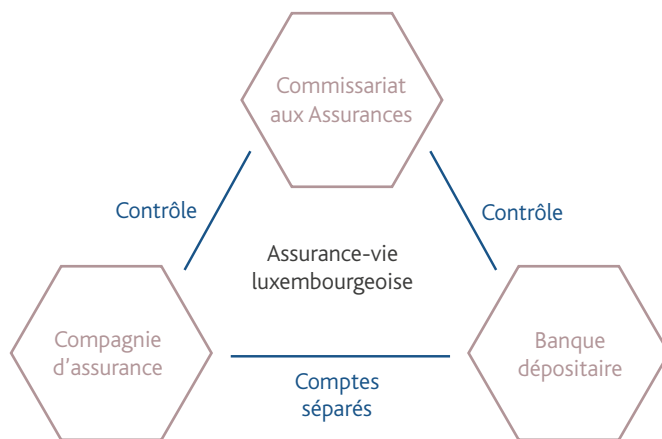 Commissariat
aux Assurances
Contrôle
Contrôle
Assurance-vie
luxembourgeoise
Compagnie
d’assurance
Banque
dépositaire
Comptes
séparés